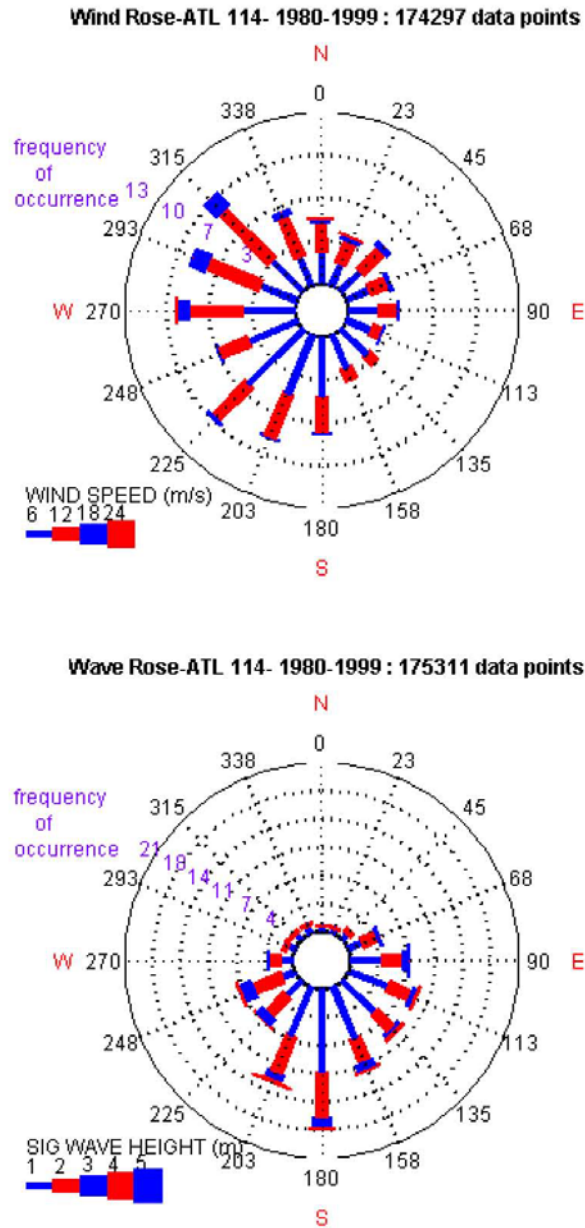 Wind Rose-ATL 114- 1980-1999 : 174297 data points
N
0
338 23
315 45
frequency
of
occurrence 13
10
293 68
7
3
W 270 90 E
248 113
225 135
WIND SPEED (m/s)
203 158
6 12 18 24
180
S
Wave Rose-ATL 114- 1980-1999 : 175311 data points
N
0
338 23
frequency
315 45
of
occurrence 21
18
293 14 68
11
7
4
W 270 90 E
248 113
225 135
SIG WAVE HEIGHT (m)
203 158
1 2 3 4 5
180
S